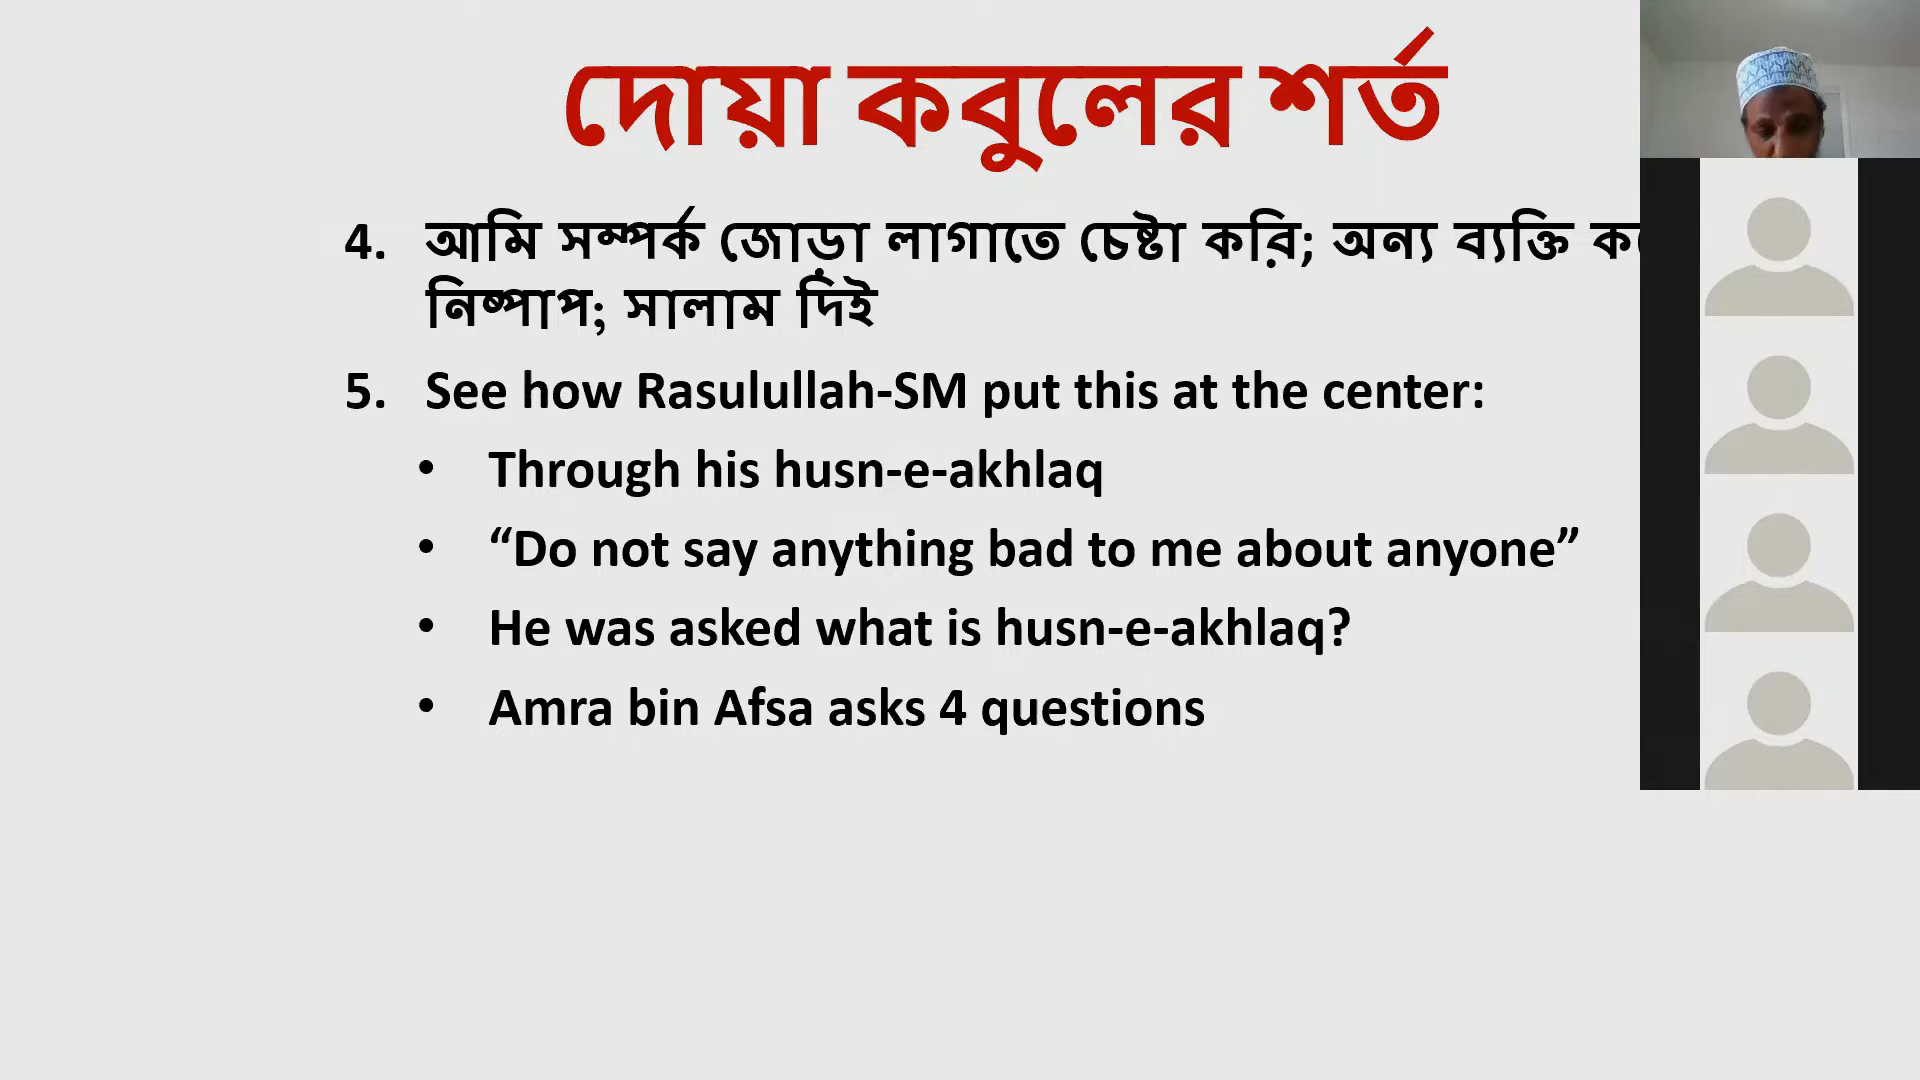 দোয়া কবুলের শর্ত
4. আমি সম্পর্ক জোড়া লাগাতে চেষ্টা করি; অন্য ব্যক্তি
নিষ্পাপ; সালাম দিই
5. See how Rasulullah-SM put this at the center:
• Through his husn-e-akhlaq
• “Do not say anything bad to me about anyone”
• He was asked what is husn-e-akhlaq?
• Amra bin Afsa asks 4 questions